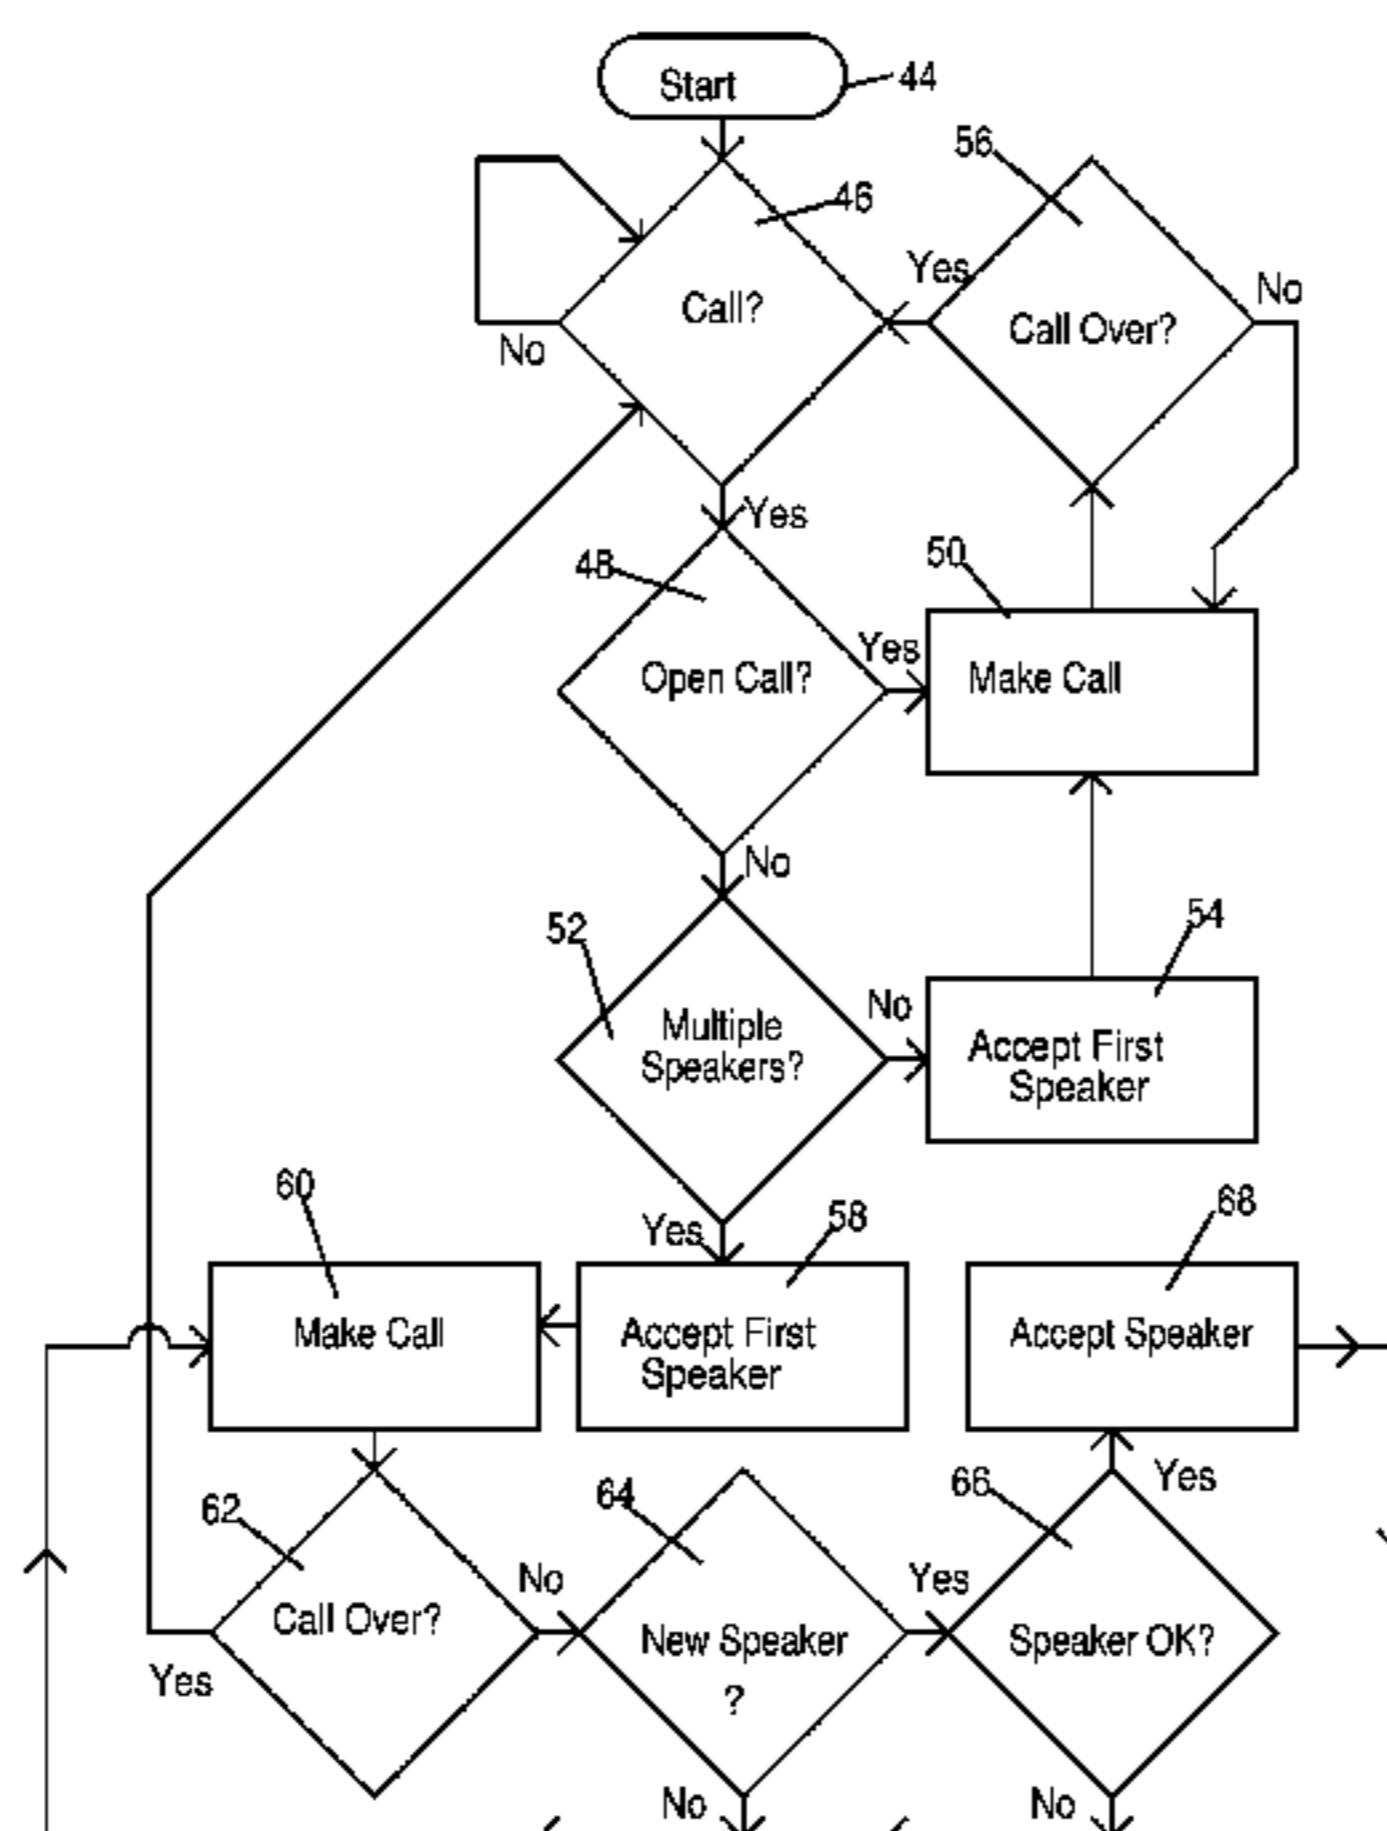 Start
44
56
46
Yes
No
Call?
Call Over?
No
Yes
48
50
Yes
Open Call?
Make Call
No
52
54
No
Multiple
Speakers?
Accept First
Speaker
60
Yes
58
68
Make Call
Accept First
Speaker
Accept Speaker
62
64
66
Yes
No
Yes
Call Over?
New Speaker
?
Speaker OK?
Yes
No
No